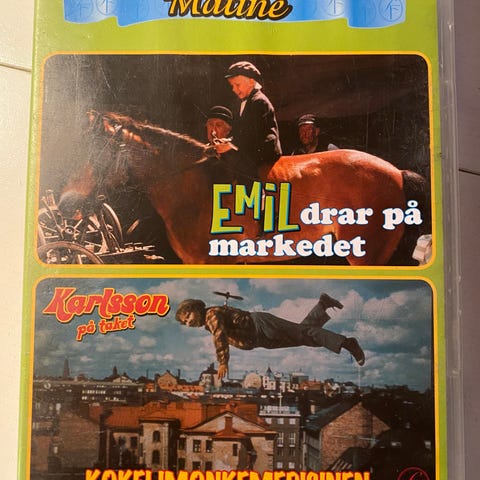 Matiné
EMIL drar på
markedet
Karlsson
på taket
KOKELIMONKEMEDISINEN